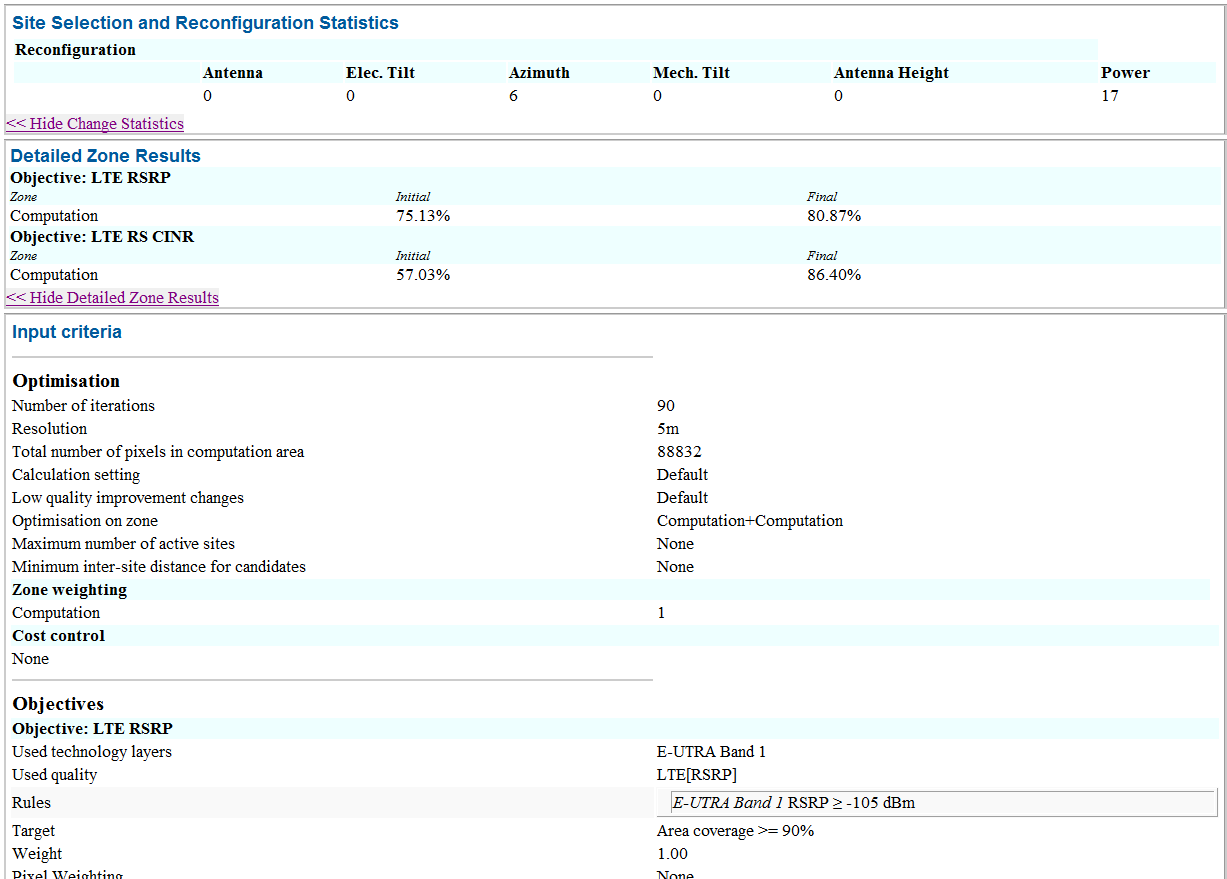 Site Selection and Reconfiguration Statistics
Reconfiguration
Antenna Elec. Tilt Azimuth Mech. Tilt Antenna Height Power
0 0 6 0 0 17
<< Hide Change Statistics
Detailed Zone Results
Objective: LTE RSRP
Zone Initial Final
Computation 75.13% 80.87%
Objective: LTE RS CINR
Zone Initial Final
Computation 57.03% 86.40%
<< Hide Detailed Zone Results
Input criteria
Optimisation
Number of iterations 90
Resolution 5m
Total number of pixels in computation area 88832
Calculation setting Default
Low quality improvement changes Default
Optimisation on zone Computation+Computation
Maximum number of active sites None
Minimum inter-site distance for candidates None
Zone weighting
Computation 1
Cost control
None
Objectives
Objective: LTE RSRP
Used technology layers E-UTRA Band 1
Used quality LTE[RSRP]
Rules E-UTRA Band 1 RSRP ≥ -105 dBm
Target Area coverage >= 90%
Weight 1.00
Pixel Weighting None